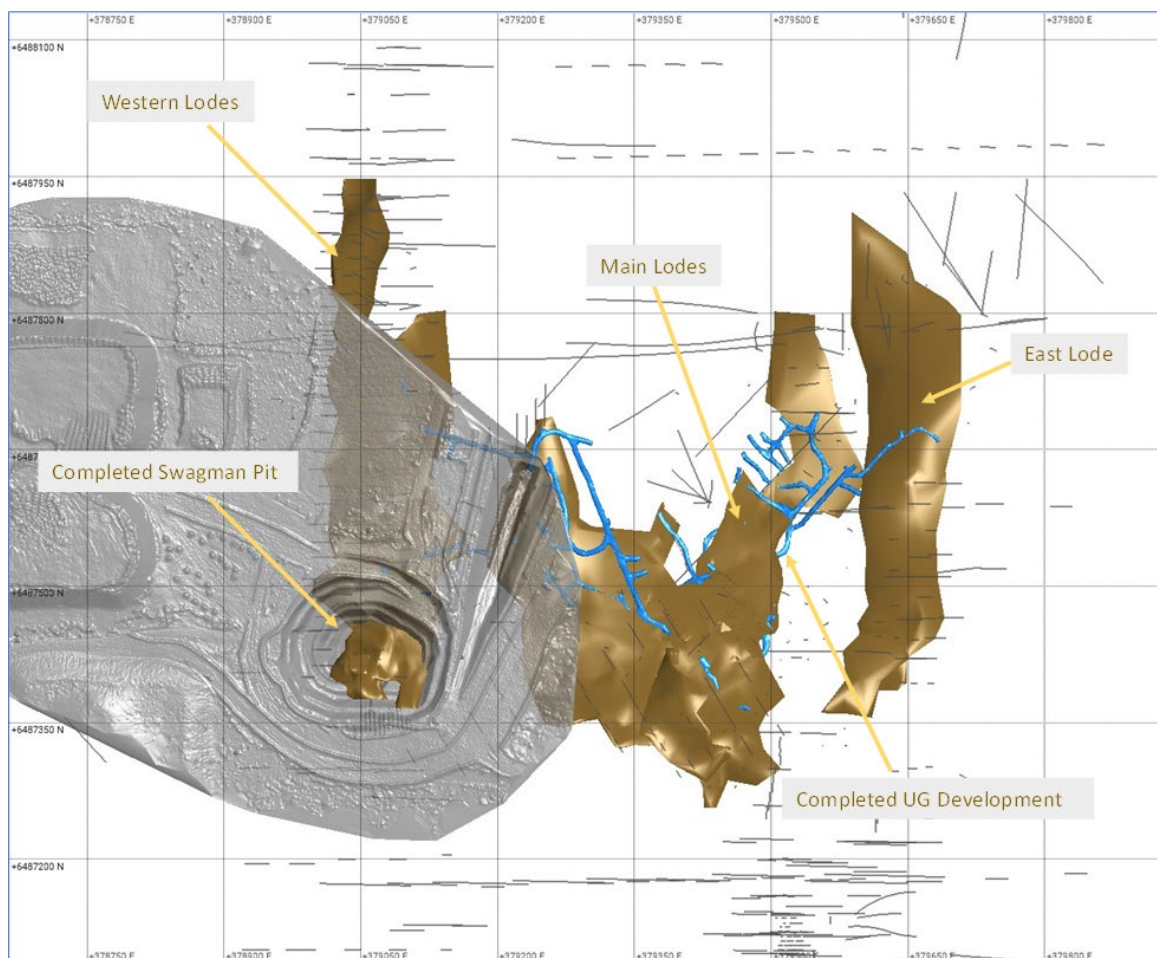 +378750 E +378900 E +379050 E +379200 E +379350 E +379500 E +379650 E +379800 E
+6488100 N
Western Lodes
+6487950 N
Main Lodes
+6487800 N
East Lode
Completed Swagman Pit
+6487500 N
+6487350 N
Completed UG Development
+6487200 N
+378750 E +378900 E +379050 E +379200 E +379350 E +379500 E +379650 E +379800 E